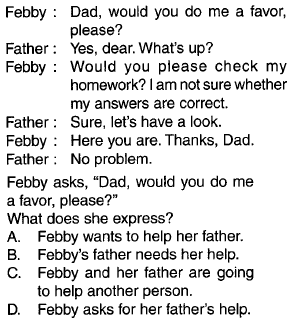 Febby : Dad, would you do me a favor,
please?
Father : Yes, dear. What's up?
Febby : Would you please check my
homework? I am not sure whether
my answers are correct.
Father : Sure, let's have a look.
Febby : Here you are. Thanks, Dad.
Father : No problem.
Febby asks, "Dad, would you do me
a favor, please?"
What does she express?
A. Febby wants to help her father.
B. Febby's father needs her help.
C. Febby and her father are going
to help another person.
D. Febby asks for her father's help.